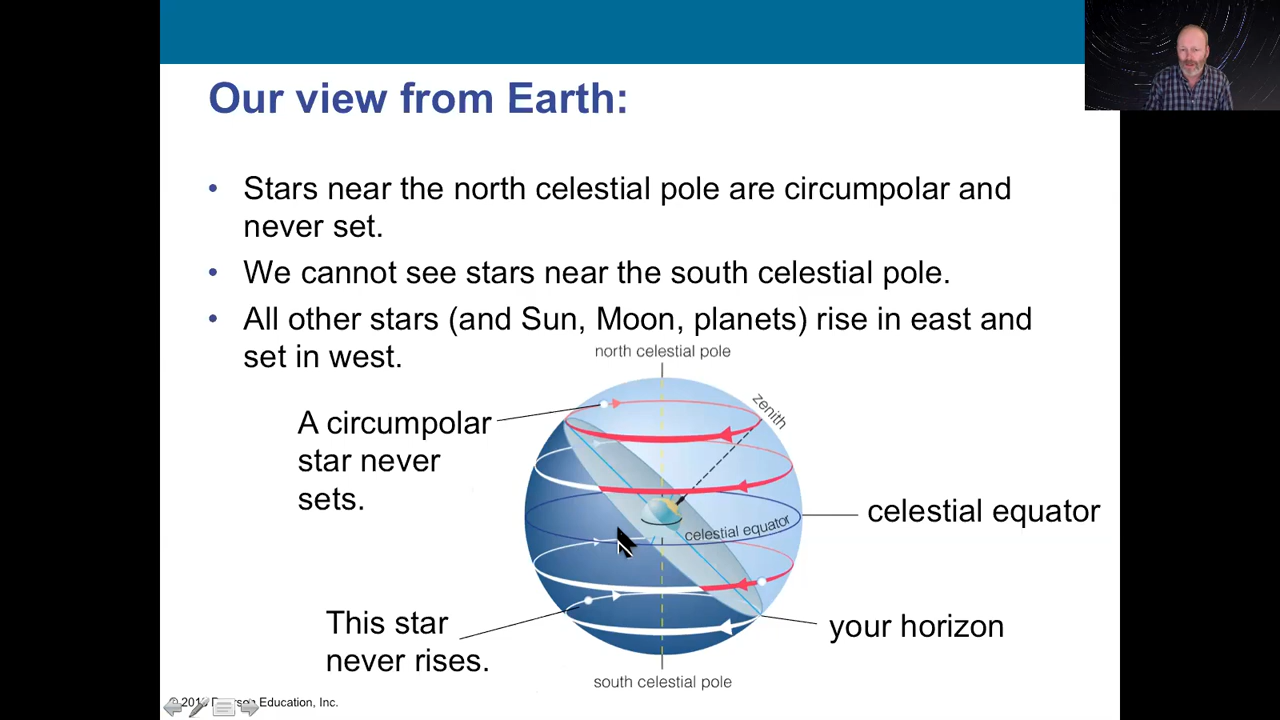 Our view from Earth:
• Stars near the north celestial pole are circumpolar and
never set.
• We cannot see stars near the south celestial pole.
• All other stars (and Sun, Moon, planets) rise in east and
set in west.
north celestial pole
zenith
A circumpolar
star never
sets.
celestial equator
celestial equator
This star
never rises.
your horizon
south celestial pole
Education, Inc.